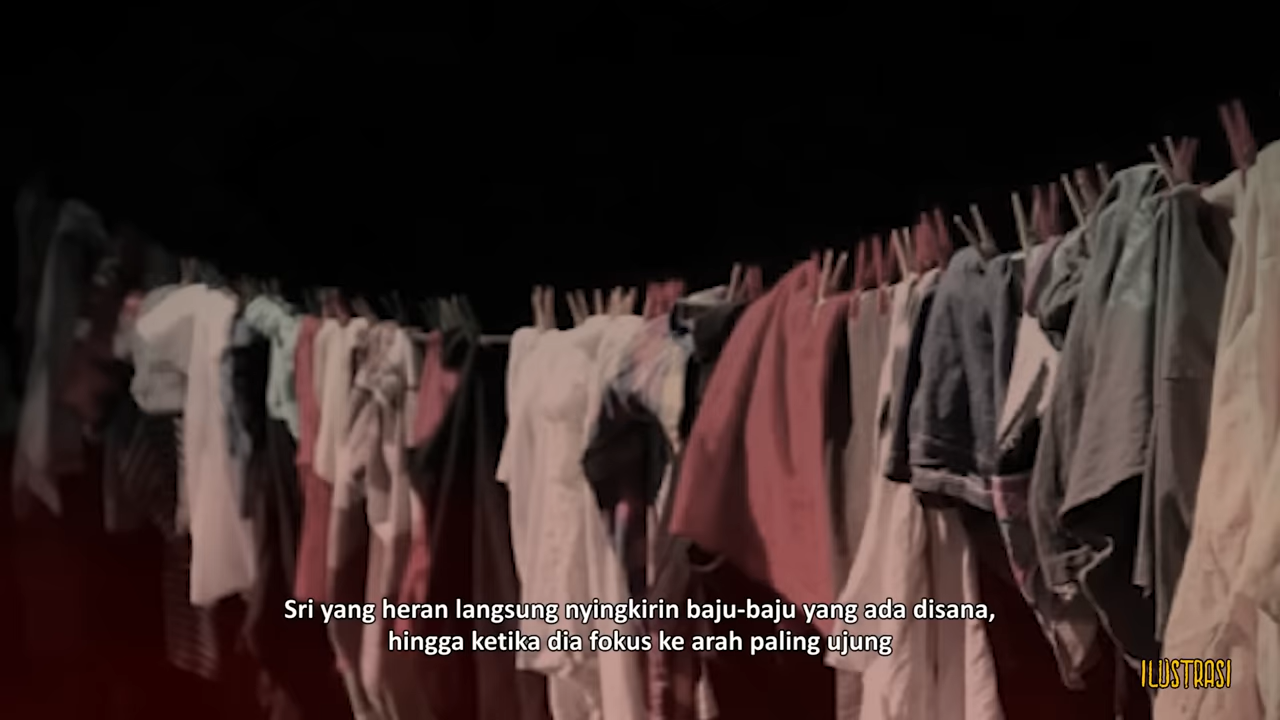 Sri yang heran langsung nyingkirin baju-baju yang ada disana,
hingga ketika dia fokus ke arah paling ujung
ILUSTRASI